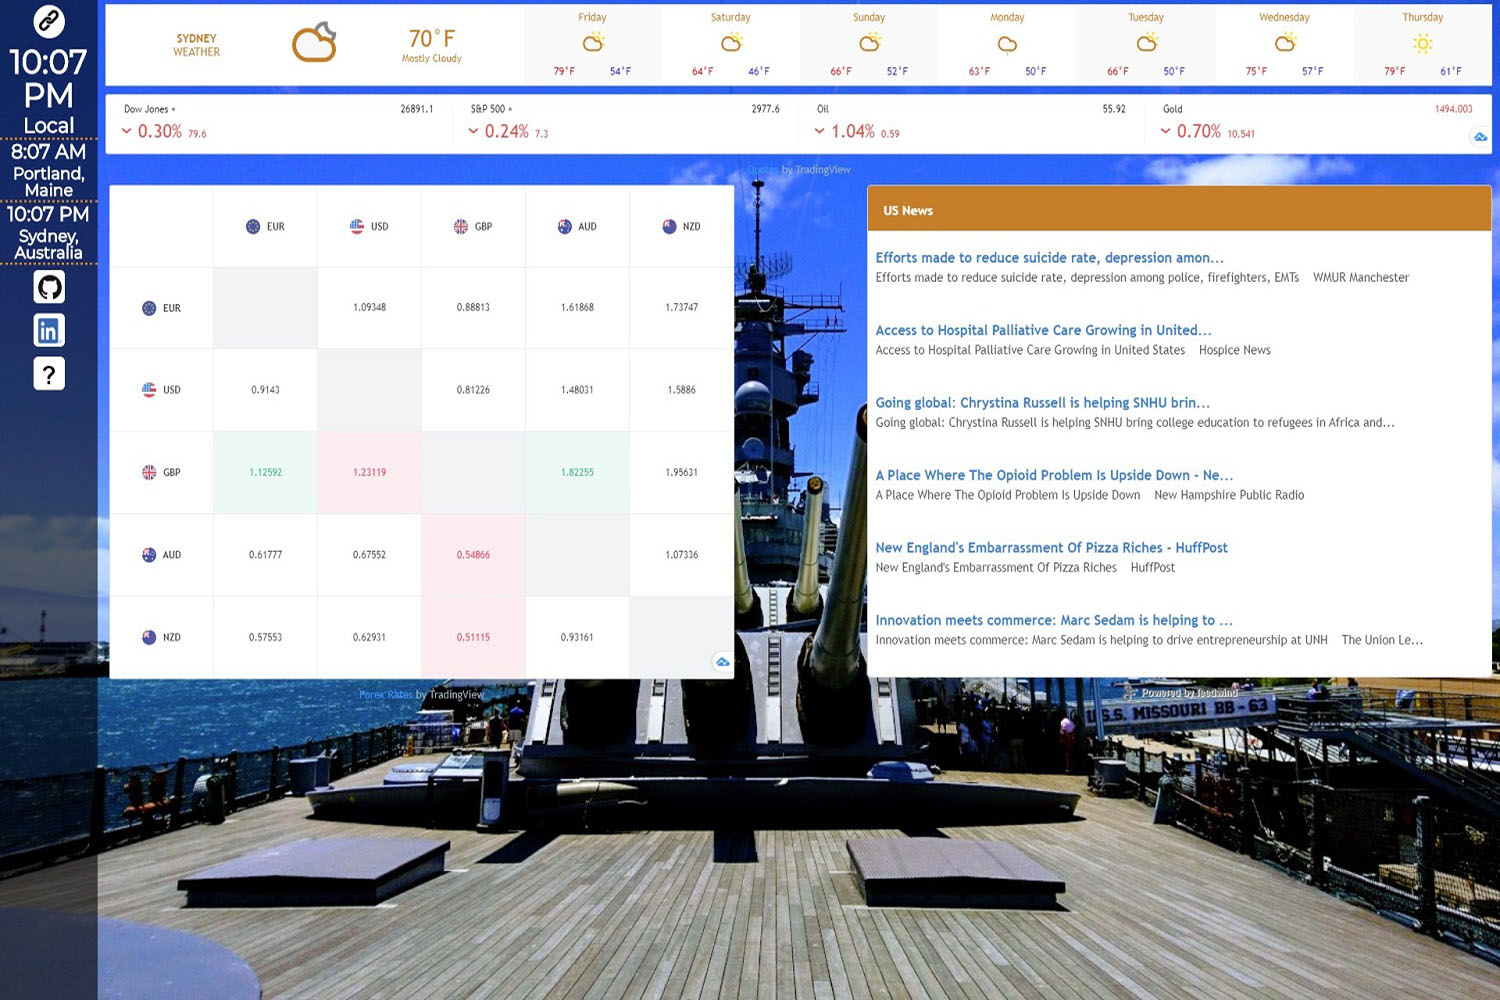 10:07
PM
Local
8:07 AM
Portland,
Maine
10:07 PM
Sydney,
Australia
in
?
SYDNEY
WEATHER
70°F
Mostly Cloudy
Friday
79°F 54°F
Saturday
64°F 46°F
Sunday
66°F 52°F
Monday
63°F 50°F
Tuesday
66°F 50°F
Wednesday
75°F 57°F
Thursday
79°F 61°F
Dow Jones 26891.1
0.30% 79.6
S&P 500 2977.6
0.24% 7.3
Oil 55.92
1.04% 0.59
Gold 1494.003
0.70% 10.541
Quotes by TradingView
EUR USD GBP AUD NZD
EUR 1.09348 0.88813 1.61868 1.73747
USD 0.9143 0.81226 1.48031 1.5886
GBP 1.12592 1.23119 1.82255 1.95631
AUD 0.61777 0.67552 0.54866 1.07336
NZD 0.57553 0.62931 0.51115 0.93161
Forex Rates by TradingView
US News
Efforts made to reduce suicide rate, depression amon...
Efforts made to reduce suicide rate, depression among police, firefighters, EMTs WMUR Manchester
Access to Hospital Palliative Care Growing in United...
Access to Hospital Palliative Care Growing in United States Hospice News
Going global: Chrystina Russell is helping SNHU brin...
Going global: Chrystina Russell is helping SNHU bring college education to refugees in Africa and...
A Place Where The Opioid Problem Is Upside Down - Ne...
A Place Where The Opioid Problem Is Upside Down New Hampshire Public Radio
New England's Embarrassment Of Pizza Riches - HuffPost
New England's Embarrassment Of Pizza Riches HuffPost
Innovation meets commerce: Marc Sedam is helping to ...
Innovation meets commerce: Marc Sedam is helping to drive entrepreneurship at UNH The Union Le...
Powered by feedwind
U.S.S. MISSOURI BB-63